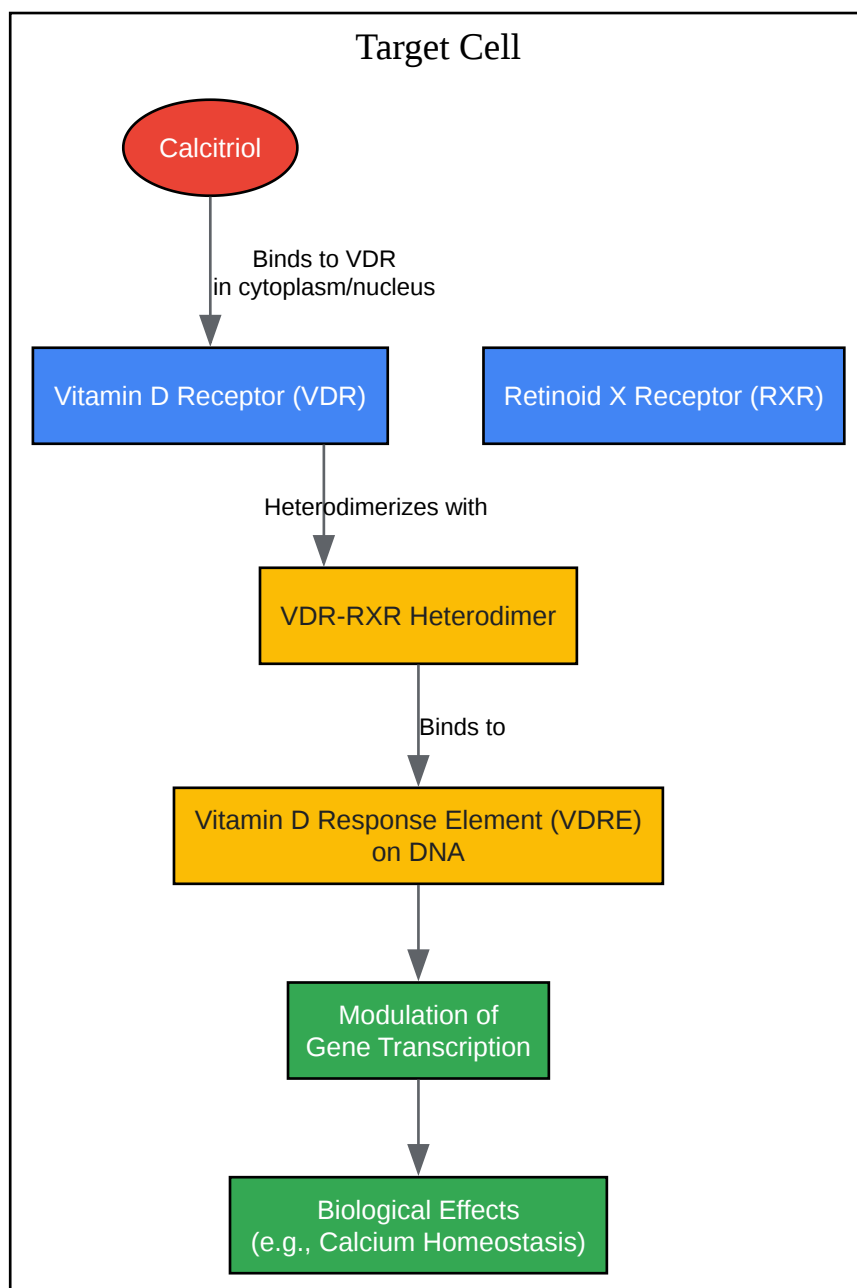 Target Cell
Calcitriol
Binds to VDR
in cytoplasm/nucleus
Vitamin D Receptor (VDR)
Retinoid X Receptor (RXR)
Heterodimerizes with
VDR-RXR Heterodimer
Binds to
Vitamin D Response Element (VDRE)
on DNA
Modulation of
Gene Transcription
Biological Effects
(e.g., Calcium Homeostasis)